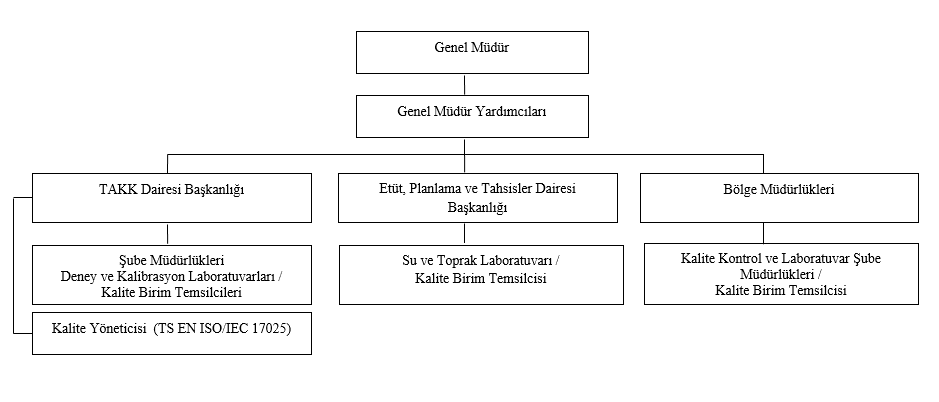 Genel Müdür
Genel Müdür Yardımcıları
TAKK Dairesi Başkanlığı
Etüt, Planlama ve Tahsisler Dairesi
Başkanlığı
Bölge Müdürlükleri
Şube Müdürlükleri
Deney ve Kalibrasyon Laboratuvarları /
Kalite Birim Temsilcileri
Su ve Toprak Laboratuvarı /
Kalite Birim Temsilcisi
Kalite Kontrol ve Laboratuvar Şube
Müdürlükleri /
Kalite Birim Temsilcisi
Kalite Yöneticisi (TS EN ISO/IEC 17025)